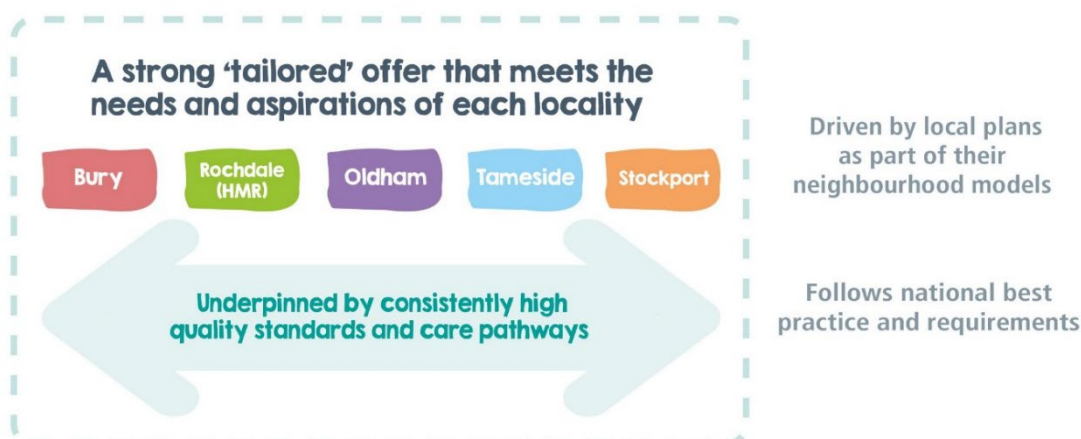 A strong ‘tailored’ offer that meets the
needs and aspirations of each locality
Bury
Rochdale
(HMR)
Oldham
Tameside
Stockport
Driven by local plans
as part of their
neighbourhood models
Underpinned by consistently high
quality standards and care pathways
Follows national best
practice and requirements